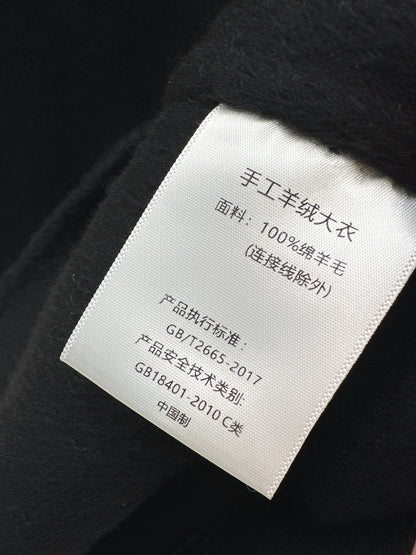 手工羊绒大衣
面料：100%绵羊毛
(连接线除外)
产品执行标准：
GB/T2665-2017
产品安全技术类别:
GB18401-2010 C类
中国制